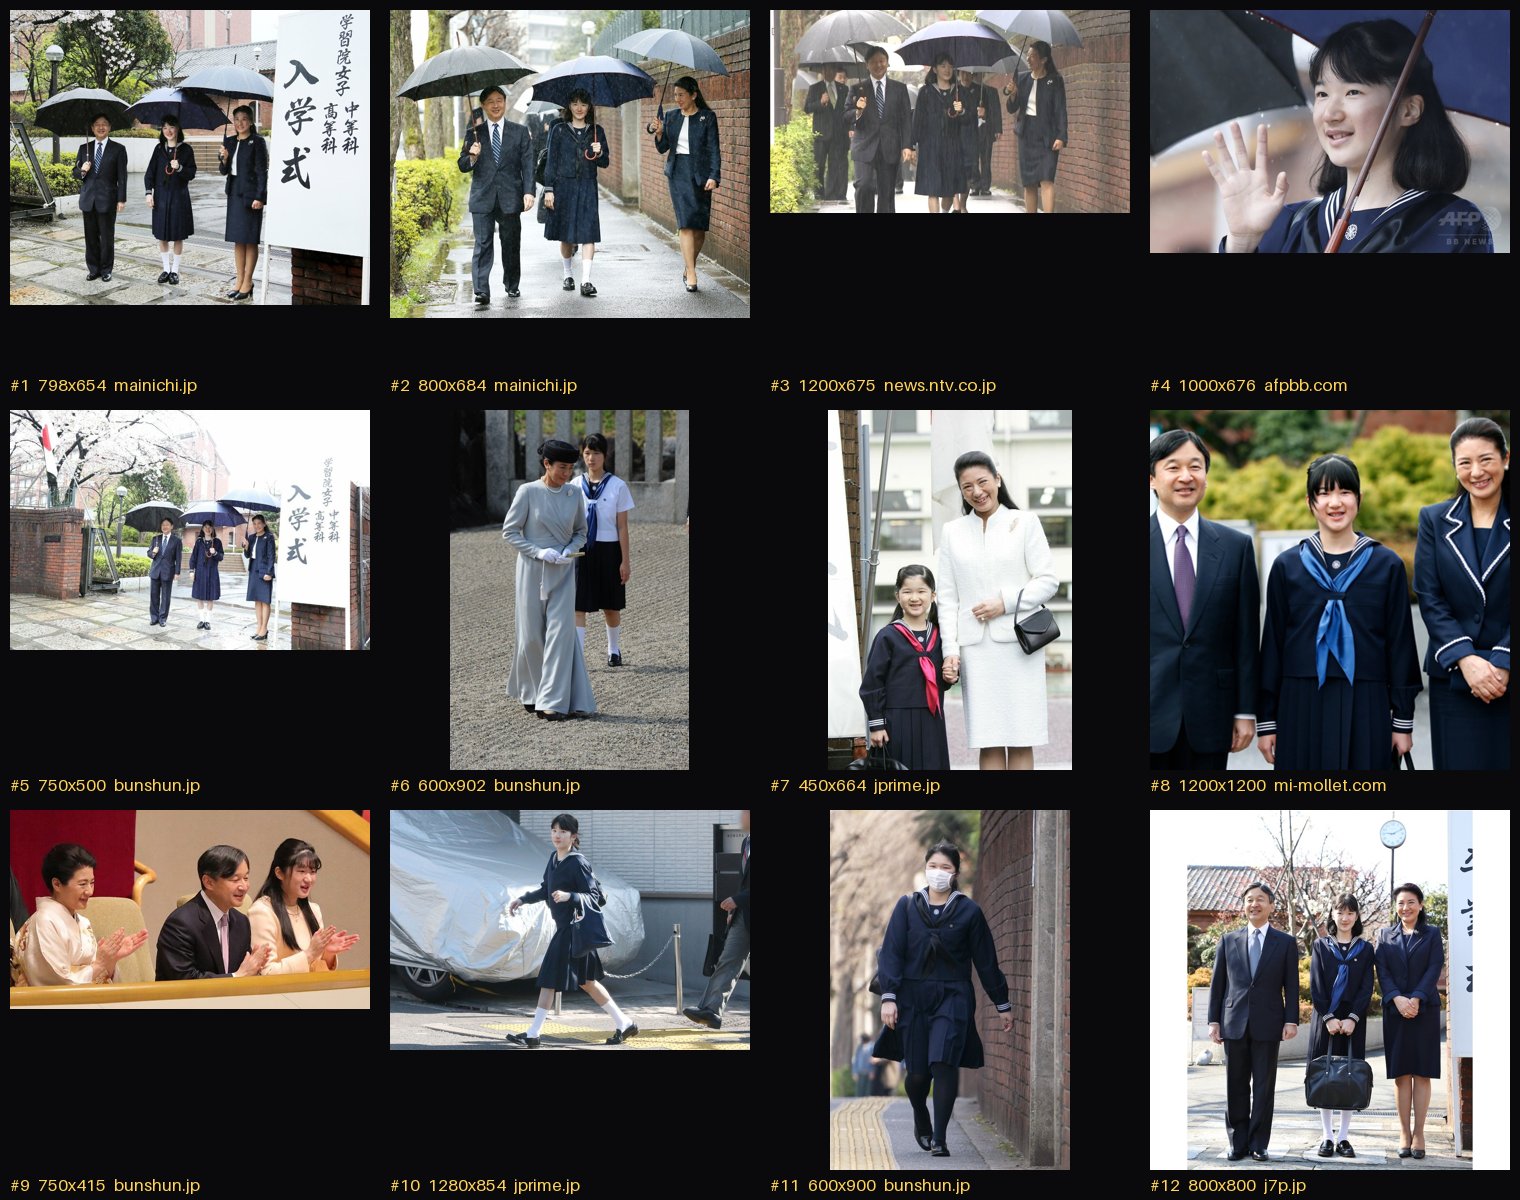 学習院女子 中等科
高等科
入学式
#1 798x654 mainichi.jp
#2 800x684 mainichi.jp
#3 1200x675 news.ntv.co.jp
AFP
BB NEWS
#4 1000x676 afpbb.com
学習院女子 中等科
高等科
入学式
#5 750x500 bunshun.jp
#6 600x902 bunshun.jp
#7 450x664 jprime.jp
#8 1200x1200 mi-mollet.com
#9 750x415 bunshun.jp
#10 1280x854 jprime.jp
#11 600x900 bunshun.jp
#12 800x800 j7p.jp